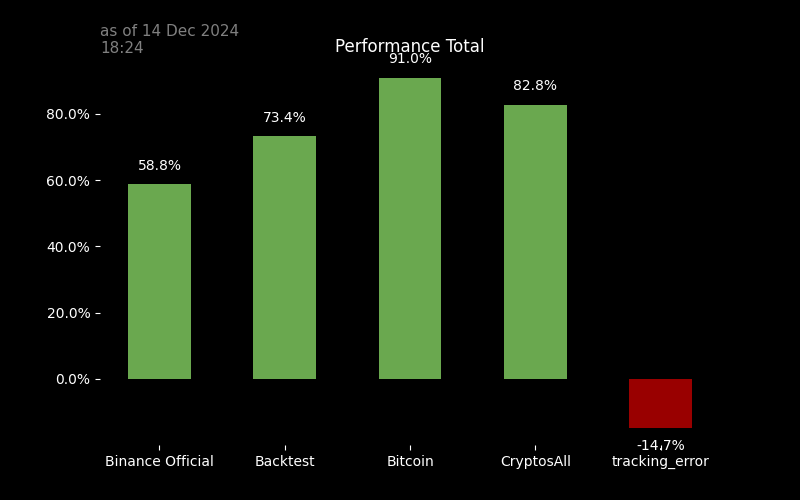 as of 14 Dec 2024
18:24
Performance Total
91.0%
82.8%
80.0%
73.4%
60.0%
58.8%
40.0%
20.0%
0.0%
-14.7%
Binance Official
Backtest
Bitcoin
CryptosAll
tracking_error